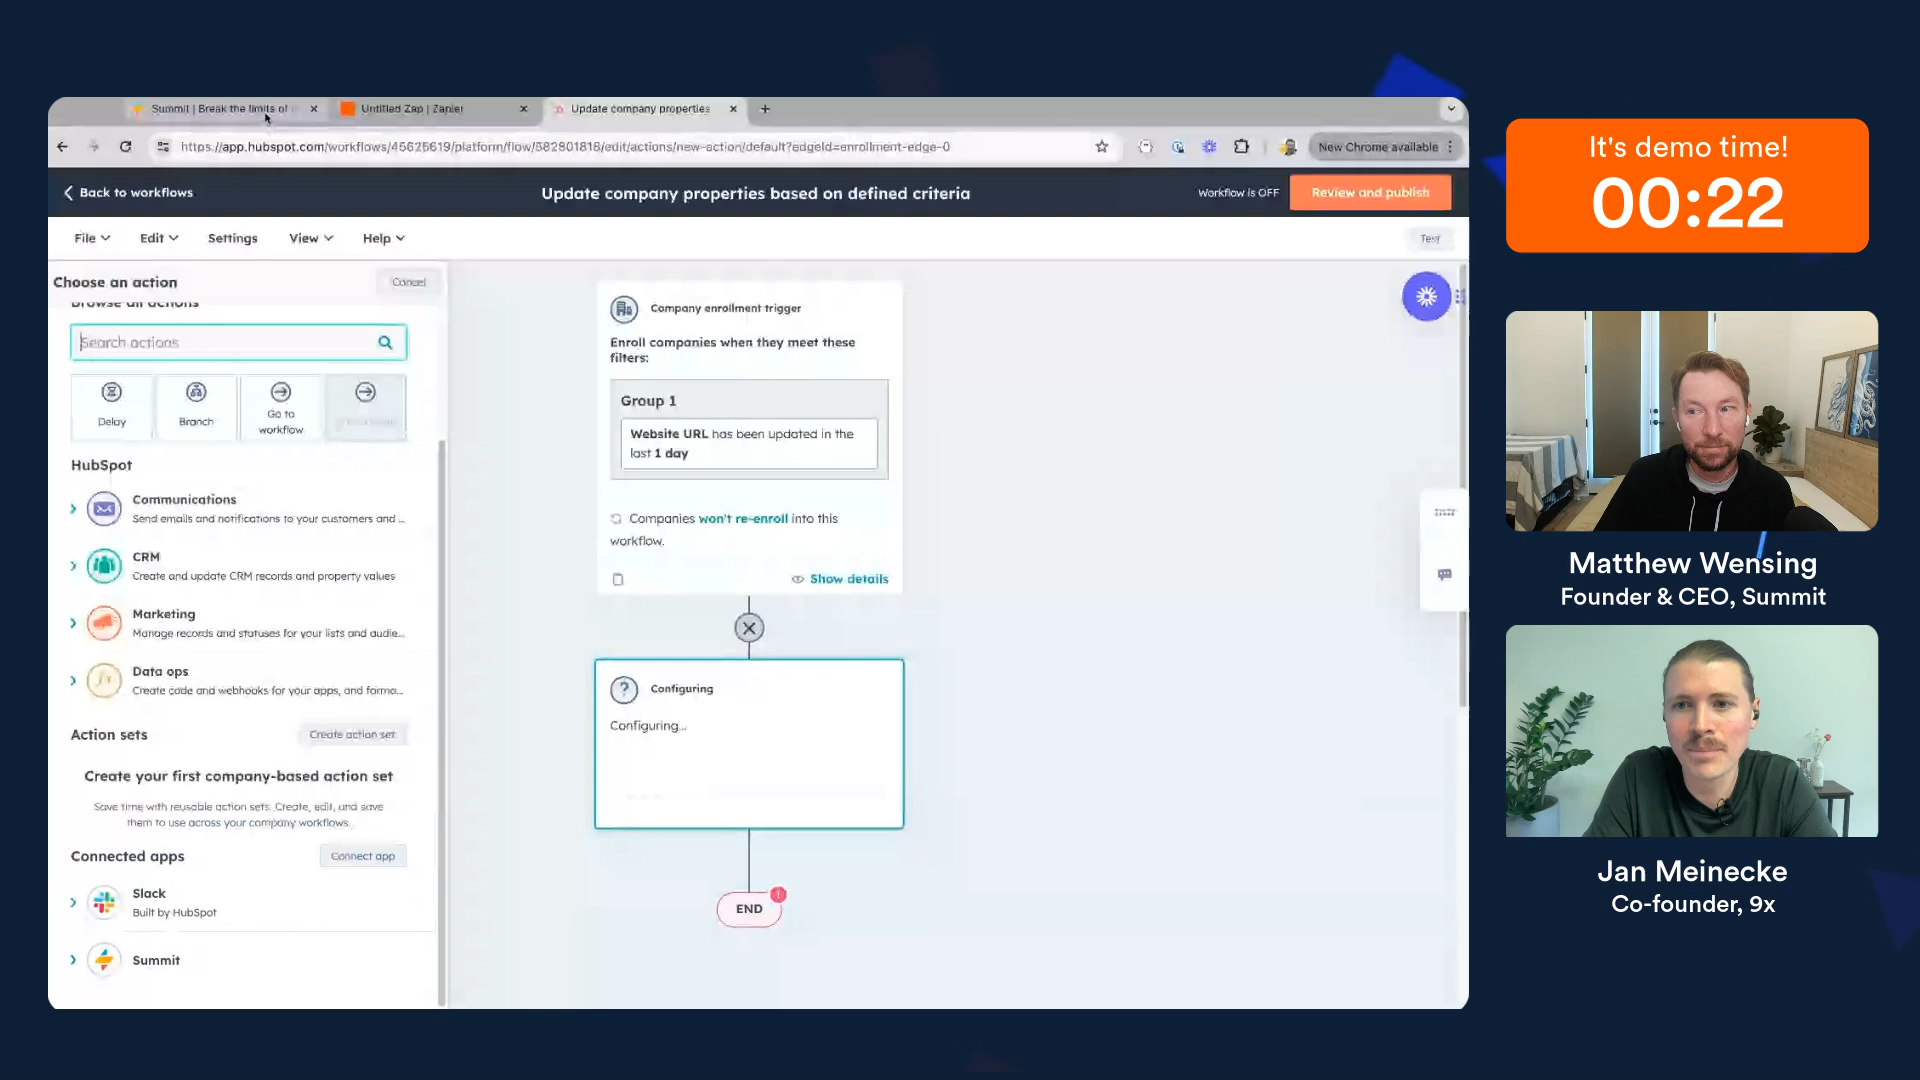 Summit | Break the limits of
Untitled Zap | Zapier
Update company properties
https://app.hubspot.com/workflows/45625619/platform/flow/582801818/edit/actions/new-action/default?edgeId=enrollment-edge-0
New Chrome available
Back to workflows
Update company properties based on defined criteria
Workflow is OFF
Review and publish
File
Edit
Settings
View
Help
Test
Choose an action
Cancel
Browse all actions
Search actions
Delay
Branch
Go to
workflow
HubSpot
Communications
Send emails and notifications to your customers and ...
CRM
Create and update CRM records and property values
Marketing
Manage records and statuses for your lists and audie...
Data ops
Create code and webhooks for your apps, and forma...
Action sets
Create action set
Create your first company-based action set
Save time with reusable action sets. Create, edit, and save
them to use across your company workflows.
Connected apps
Connect app
Slack
Built by HubSpot
Summit
Company enrollment trigger
Enroll companies when they meet these
filters:
Group 1
Website URL has been updated in the
last 1 day
Companies won't re-enroll into this
workflow.
Show details
Configuring
Configuring...
END
It's demo time!
00:22
Matthew Wensing
Founder & CEO, Summit
Jan Meinecke
Co-founder, 9x